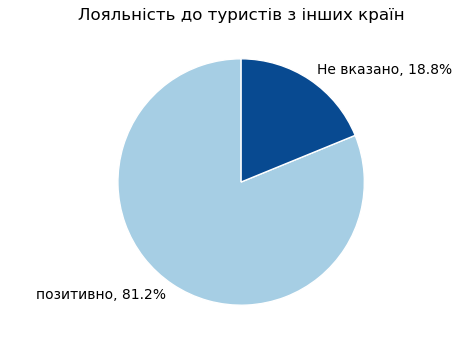 Лояльність до туристів з інших країн
Не вказано, 18.8%
позитивно, 81.2%